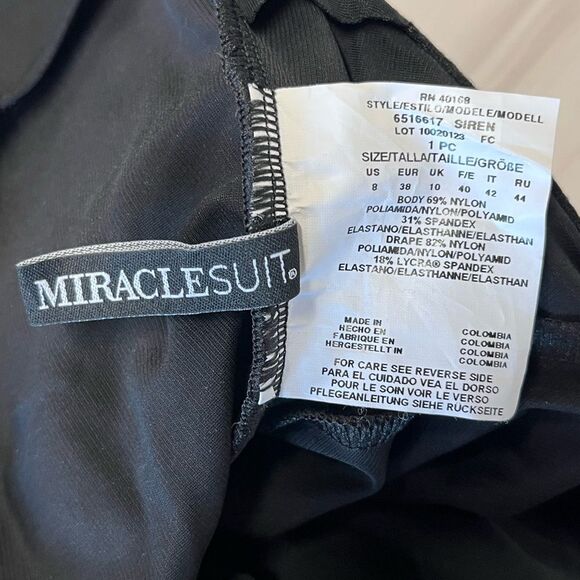 MIRACLESUIT®
RN 40168
STYLE/ESTILO/MODELE/MODELL
6516617 SIREN
LOT 10020123 FC
1 PC
SIZE/TALLA/TAILLE/GRÖßE
US EUR UK F/E IT RU
8 38 10 40 42 44
BODY 69% NYLON
POLIAMIDA/NYLON/POLYAMID
31% SPANDEX
ELASTANO/ELASTHANNE/ELASTHAN
DRAPE 82% NYLON
POLIAMIDA/NYLON/POLYAMID
18% LYCRA® SPANDEX
ELASTANO/ELASTHANNE/ELASTHAN
MADE IN COLOMBIA
HECHO EN COLOMBIA
FABRIQUE EN COLOMBIA
HERGESTELLT IN COLOMBIA
FOR CARE SEE REVERSE SIDE
PARA EL CUIDADO VEA EL DORSO
POUR LE SOIN VOIR LE VERSO
PFLEGEANLEITUNG SIEHE RÜCKSEITE